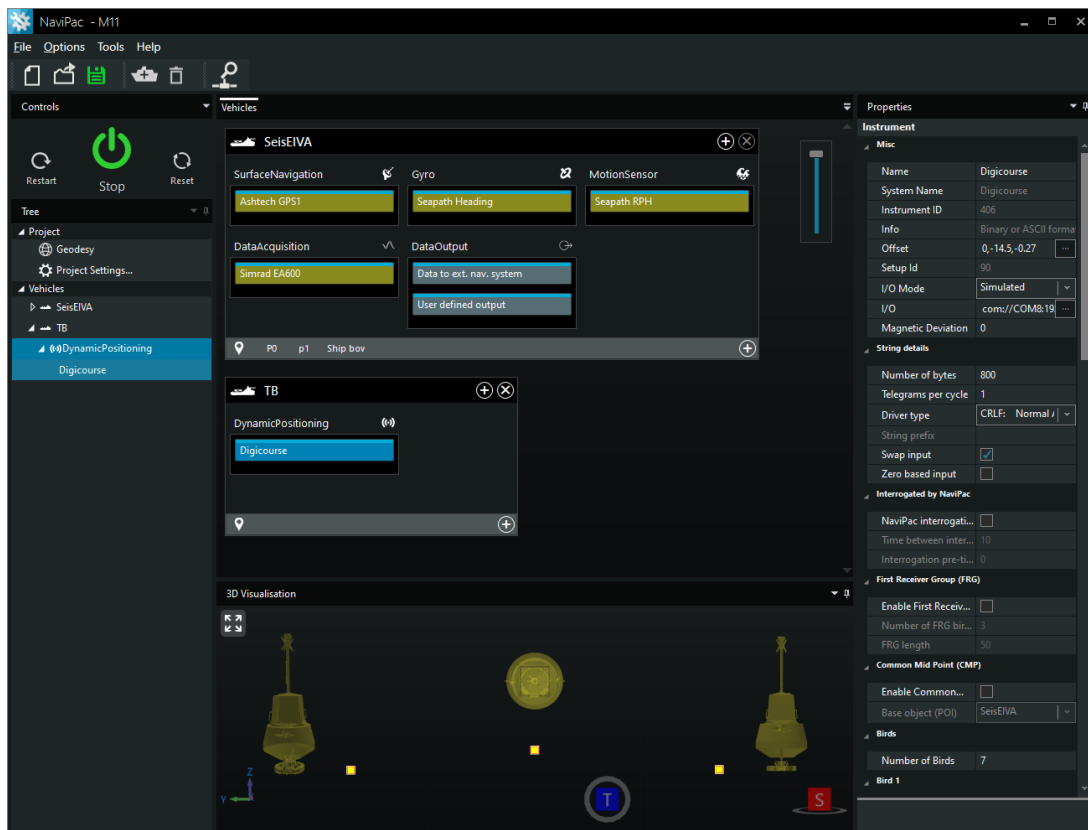 NaviPac - M11
File Options Tools Help
Controls
Restart
Stop
Reset
Tree
Project
Geodesy
Project Settings...
Vehicles
SeisEIVA
TB
DynamicPositioning
Digicourse
Vehicles
SeisEIVA
SurfaceNavigation
Gyro
MotionSensor
Ashtech GPS1
Seapath Heading
Seapath RPH
DataAcquisition
DataOutput
Simrad EA600
Data to ext. nav. system
User defined output
P0 p1 Ship bov
TB
DynamicPositioning
Digicourse
3D Visualisation
Z
Y
T
S
Properties
Instrument
Misc
Name Digicourse
System Name Digicourse
Instrument ID 406
Info Binary or ASCII forma
Offset 0,-14.5,-0.27 ...
Setup Id 90
I/O Mode Simulated
I/O com://COM8:19. ...
Magnetic Deviation 0
String details
Number of bytes 800
Telegrams per cycle 1
Driver type CRLF: Normal
String prefix
Swap input
Zero based input
Interrogated by NaviPac
NaviPac interrogati...
Time between inter... 10
Interrogation pre-ti... 0
First Receiver Group (FRG)
Enable First Receiv...
Number of FRG bir... 3
FRG length 50
Common Mid Point (CMP)
Enable Common...
Base object (POI) SeisEIVA
Birds
Number of Birds 7
Bird 1